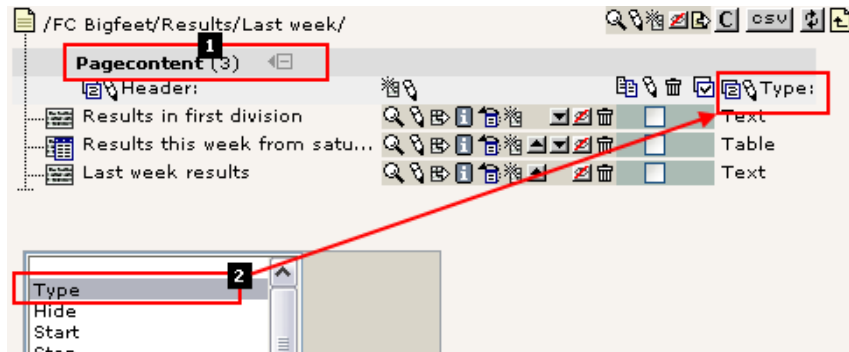 /FC Bigfeet/Results/Last week/
C csv
1
Pagecontent (3)
Header: Type:
Results in first division Text
Results this week from satu... Table
Last week results Text
2
Type
Hide
Start
Stop